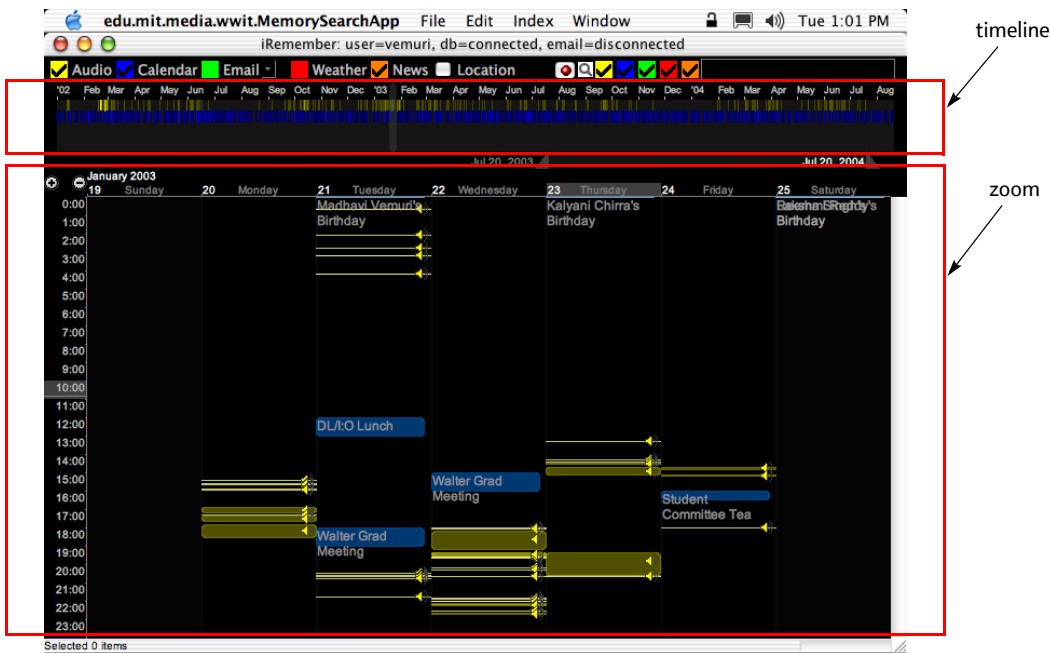 edu.mit.media.wwit.MemorySearchApp File Edit Index Window Tue 1:01 PM
iRemember: user=vemuri, db=connected, email=disconnected
Audio Calendar Email Weather News Location
'02 Feb Mar Apr May Jun Jul Aug Sep Oct Nov Dec '03 Feb Mar Apr May Jun Jul Aug Sep Oct Nov Dec '04 Feb Mar Apr May Jun Jul Aug
timeline
Jul 20, 2003 Jul 20, 2004
January 2003
19 Sunday 20 Monday 21 Tuesday 22 Wednesday 23 Thursday 24 Friday 25 Saturday
zoom
0:00 Madhavi Vemuri's Kalyani Chirra's
1:00 Birthday Birthday Birthday
2:00
3:00
4:00
5:00
6:00
7:00
8:00
9:00
10:00
11:00
12:00 DL/I:O Lunch
13:00
14:00
15:00 Walter Grad
16:00 Meeting Student
17:00 Committee Tea
18:00 Walter Grad
19:00 Meeting
20:00
21:00
22:00
23:00
Selected 0 items